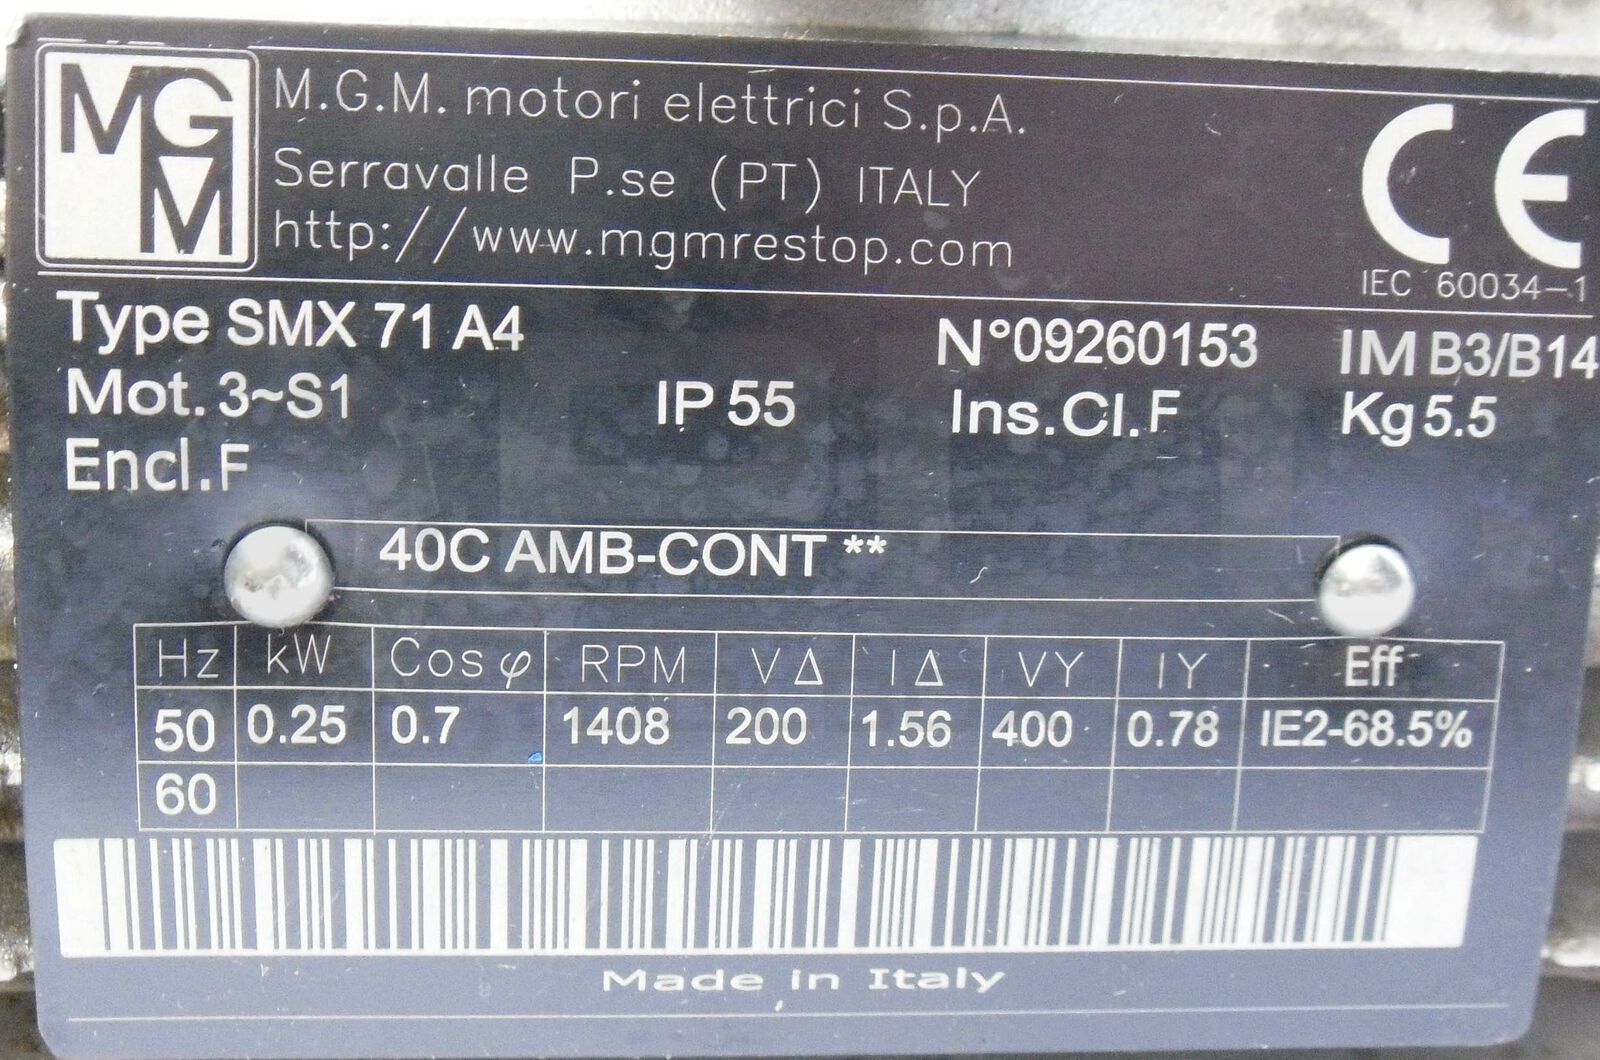 MGM
M.G.M. motori elettrici S.p.A.
Serravalle P.se (PT) ITALY
http://www.mgmrestop.com
CE
IEC 60034-1
Type SMX 71 A4 N°09260153 IM B3/B14
Mot. 3~S1 IP 55 Ins.Cl.F Kg 5.5
Encl.F
40C AMB-CONT **
Hz kW Cos φ RPM V Δ I Δ VY IY Eff
50 0.25 0.7 1408 200 1.56 400 0.78 IE2-68.5%
60
Made in Italy